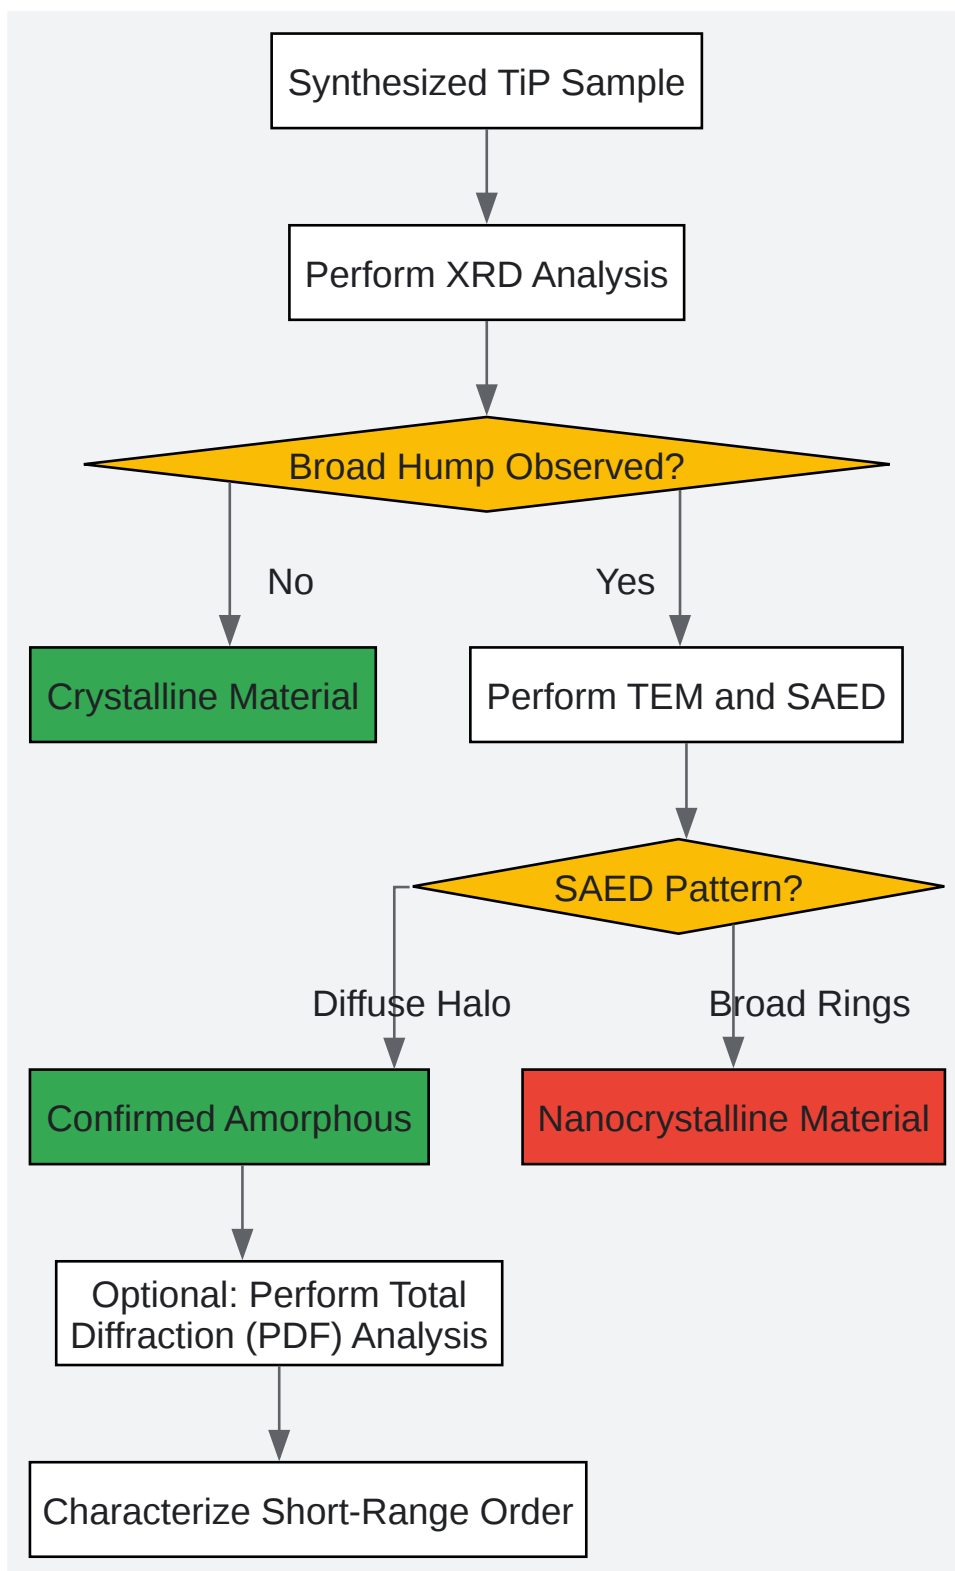 Synthesized TiP Sample
Perform XRD Analysis
Broad Hump Observed?
No
Yes
Crystalline Material
Perform TEM and SAED
SAED Pattern?
Diffuse Halo
Broad Rings
Confirmed Amorphous
Nanocrystalline Material
Optional: Perform Total
Diffraction (PDF) Analysis
Characterize Short-Range Order